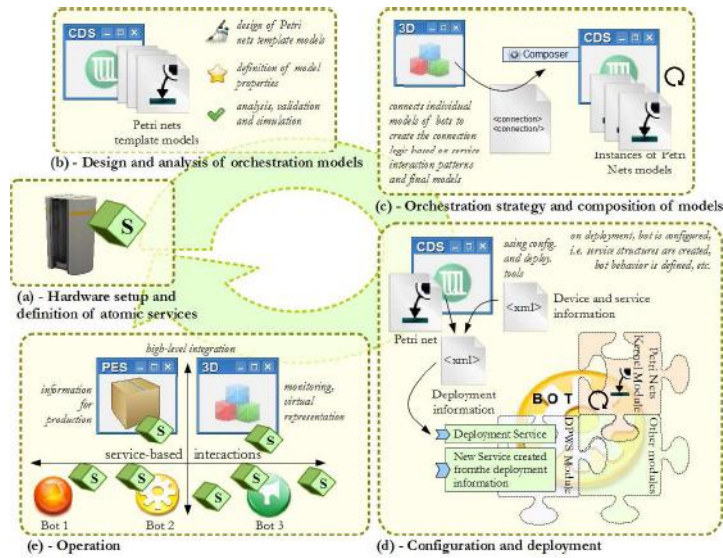 CDS
design of Petri
nets template models
definition of model
properties
analysis, validation
and simulation
Petri nets
template models
(b) - Design and analysis of orchestration models
3D
Composer
CDS
connects individual
models of bots to
create the connection
logic based on service
interaction patterns
and final models
<connection>
<connection/>
Instances of Petri
Nets models
(c) - Orchestration strategy and composition of models
S
(a) - Hardware setup and
definition of atomic services
CDS
using config.
and deploy.
tools
on deployment, bot is configured,
i.e. service structures are created,
bot behavior is defined, etc.
Petri net
<xml>
Device and service
information
<xml>
Deployment
information
BOT
Petri Nets
Kernel Module
DPWS Module
Other modules
Deployment Service
New Service created
fromthe deployment
information
(d) - Configuration and deployment
high-level integration
PES
3D
information
for
production
monitoring,
virtual
representation
S
S
service-based interactions
S
S
S
S
S
Bot 1
Bot 2
Bot 3
(e) - Operation